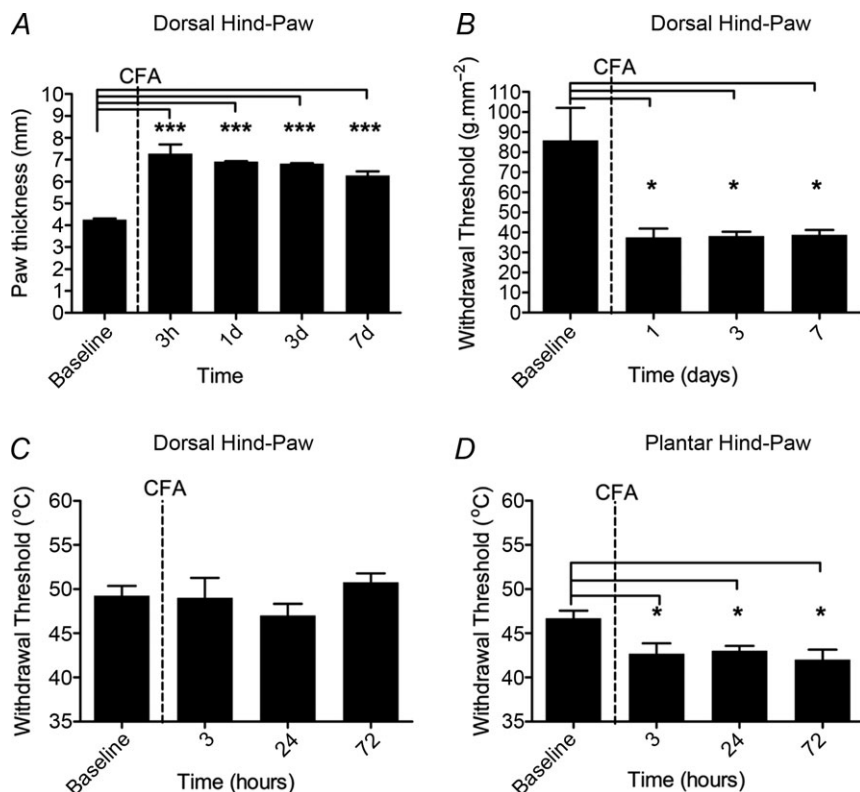 A
Dorsal Hind-Paw
CFA
Paw thickness (mm)
10
9
8
7
6
5
4
3
2
1
0
*** *** *** ***
Baseline 3h 1d 3d 7d
Time
B
Dorsal Hind-Paw
CFA
Withdrawal Threshold (g.mm⁻²)
110
100
90
80
70
60
50
40
30
20
10
0
* * *
Baseline 1 3 7
Time (days)
C
Dorsal Hind-Paw
CFA
Withdrawal Threshold (°C)
60
55
50
45
40
35
Baseline 3 24 72
Time (hours)
D
Plantar Hind-Paw
CFA
Withdrawal Threshold (°C)
60
55
50
45
40
35
* * *
Baseline 3 24 72
Time (hours)